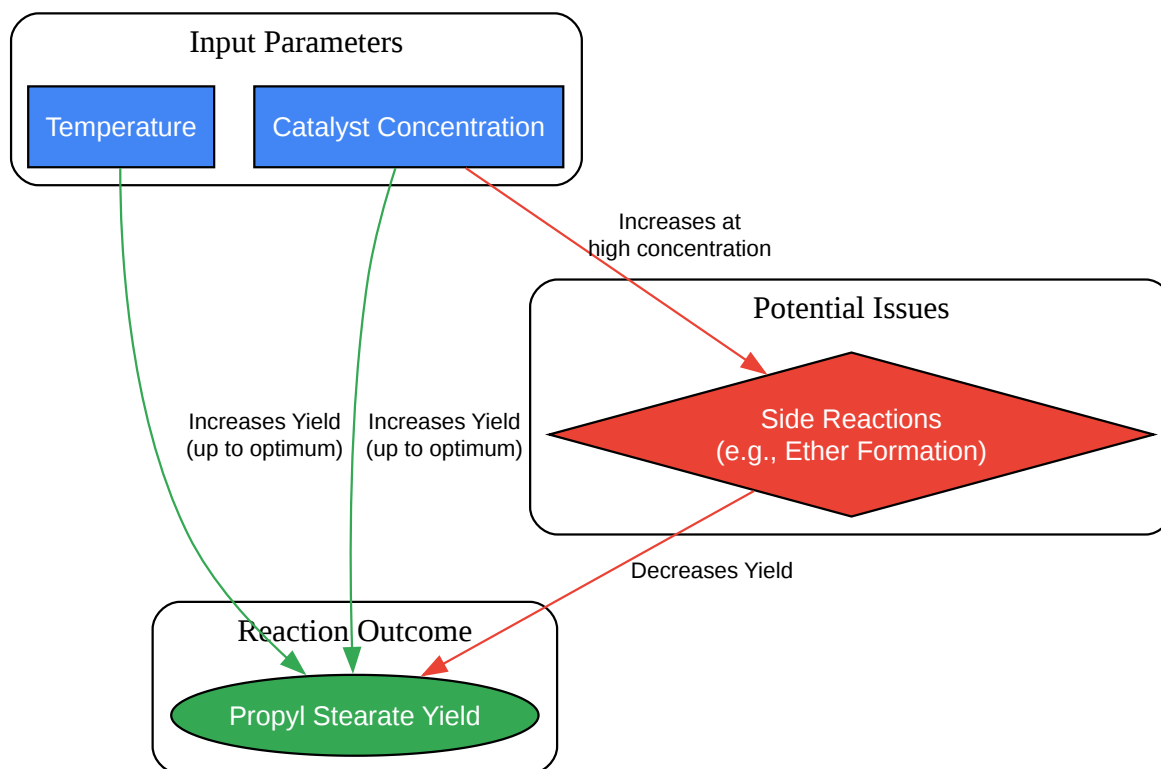 Input Parameters
Temperature
Catalyst Concentration
Increases at
high concentration
Potential Issues
Side Reactions
(e.g., Ether Formation)
Increases Yield
(up to optimum)
Increases Yield
(up to optimum)
Decreases Yield
Reaction Outcome
Propyl Stearate Yield